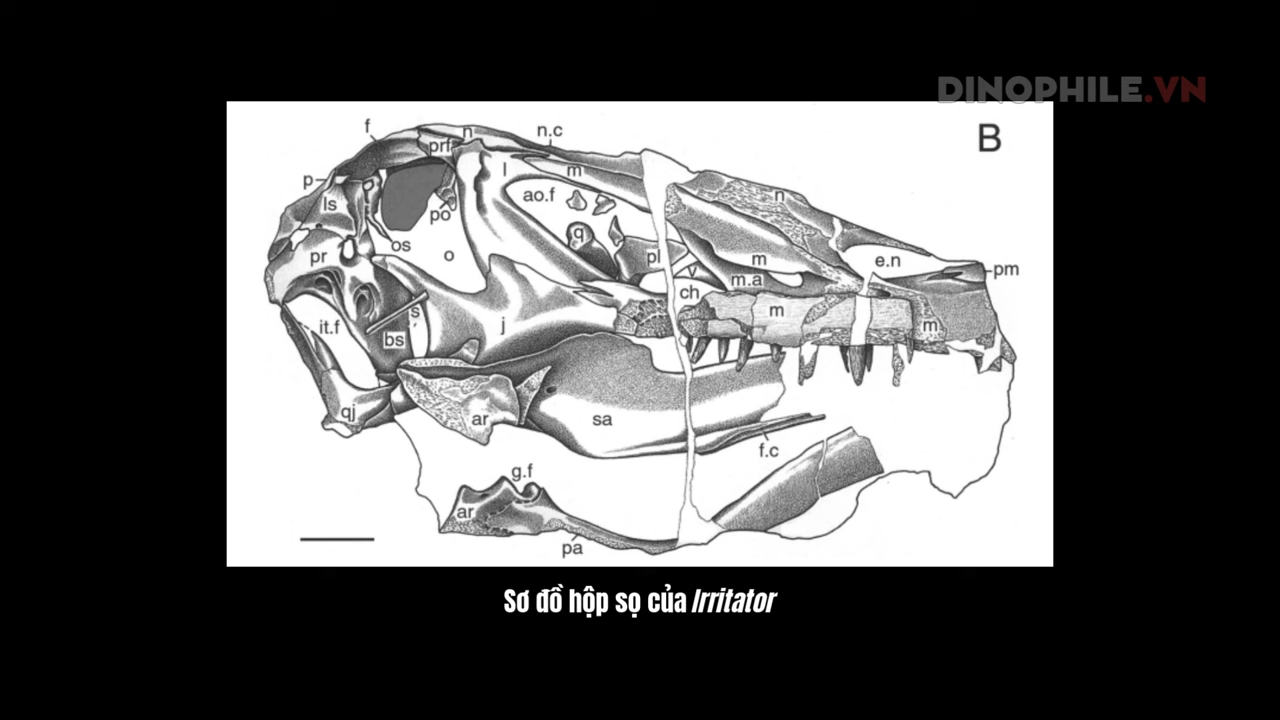 DINOPHILE.VN
B
f
n
n.c
prf
l
m
p
ls
ao.f
n
po
q
os
pr
o
pl
m
e.n
v
m.a
pm
ch
s
m
it.f
j
m
bs
qj
ar
sa
f.c
g.f
ar
pa
Sơ đồ hộp sọ của Irritator